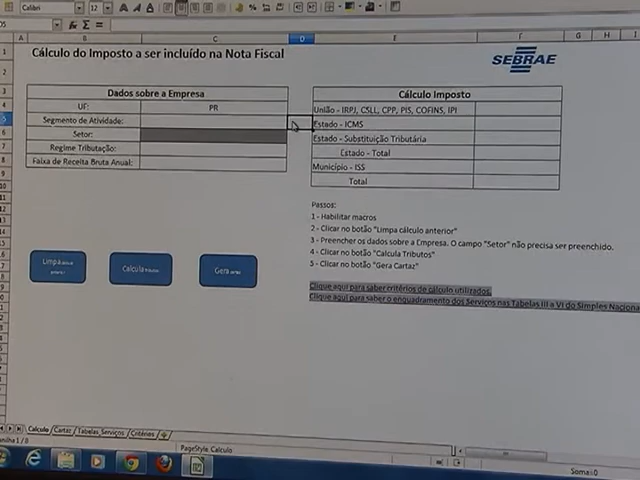 Calibri
12
Cálculo do Imposto a ser incluído na Nota Fiscal
SEBRAE
Dados sobre a Empresa
UF: PR
Segmento de Atividade:
Setor:
Regime Tributação:
Faixa de Receita Bruta Anual:
Cálculo Imposto
União - IRPJ, CSLL, CPP, PIS, COFINS, IPI
Estado - ICMS
Estado - Substituição Tributária
Estado - Total
Município - ISS
Total
Passos:
1 - Habilitar macros
2 - Clicar no botão "Limpa cálculo anterior"
3 - Preencher os dados sobre a Empresa. O campo "Setor" não precisa ser preenchido.
4 - Clicar no botão "Calcula Tributos"
5 - Clicar no botão "Gera Cartaz"
Limpa
Calcula
Gera
Clique aqui para saber critérios de cálculo utilizados.
Clique aqui para saber o enquadramento dos Serviços nas Tabelas III a VI do Simples Naciona
Calculo Cartaz Tabelas_Serviços Critérios
PageStyle_Calculo
Soma=0